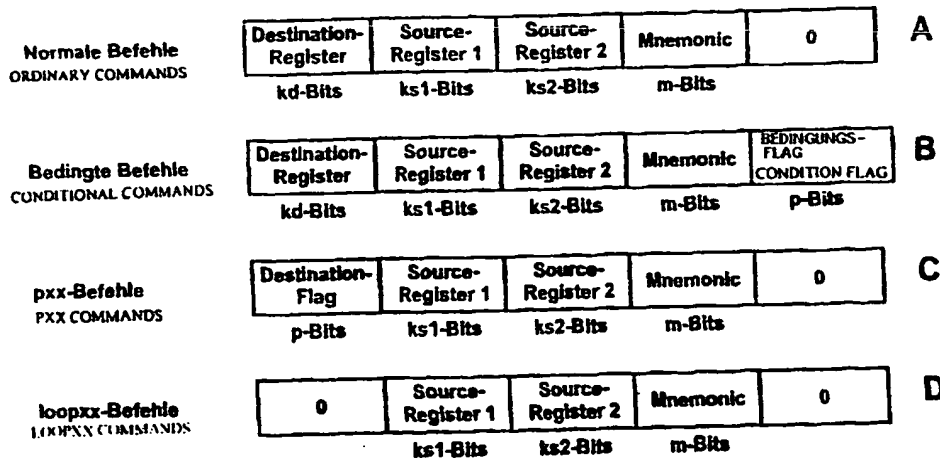 Normale Befehle
ORDINARY COMMANDS
Destination-
Register
Source-
Register 1
Source-
Register 2
Mnemonic
0
A
kd-Bits
ks1-Bits
ks2-Bits
m-Bits
Bedingte Befehle
CONDITIONAL COMMANDS
Destination-
Register
Source-
Register 1
Source-
Register 2
Mnemonic
BEDINGUNGS-
FLAG
CONDITION FLAG
B
kd-Bits
ks1-Bits
ks2-Bits
m-Bits
p-Bits
pxx-Befehle
PXX COMMANDS
Destination-
Flag
Source-
Register 1
Source-
Register 2
Mnemonic
0
C
p-Bits
ks1-Bits
ks2-Bits
m-Bits
loopxx-Befehle
LOOPXX COMMANDS
0
Source-
Register 1
Source-
Register 2
Mnemonic
0
D
ks1-Bits
ks2-Bits
m-Bits